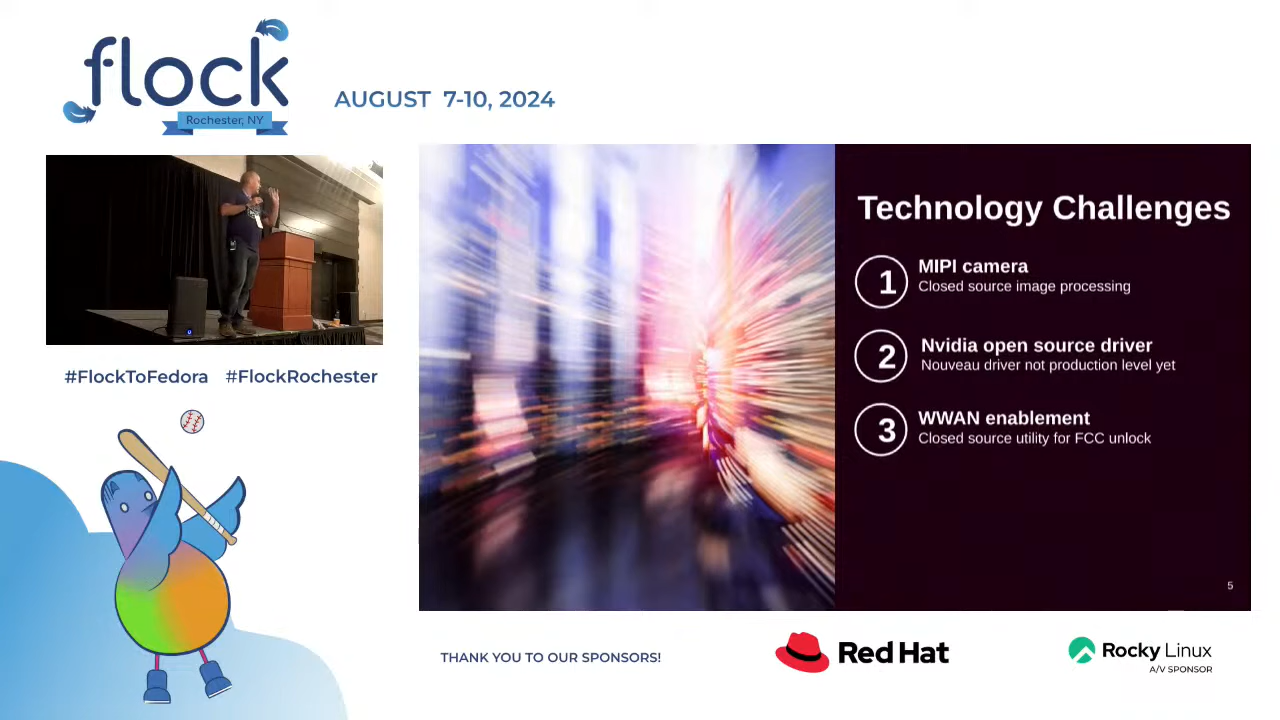 flock
Rochester, NY
AUGUST 7-10, 2024
#FlockToFedora #FlockRochester
Technology Challenges
1 MIPI camera
Closed source image processing
2 Nvidia open source driver
Nouveau driver not production level yet
3 WWAN enablement
Closed source utility for FCC unlock
5
THANK YOU TO OUR SPONSORS!
Red Hat
Rocky Linux
A/V SPONSOR